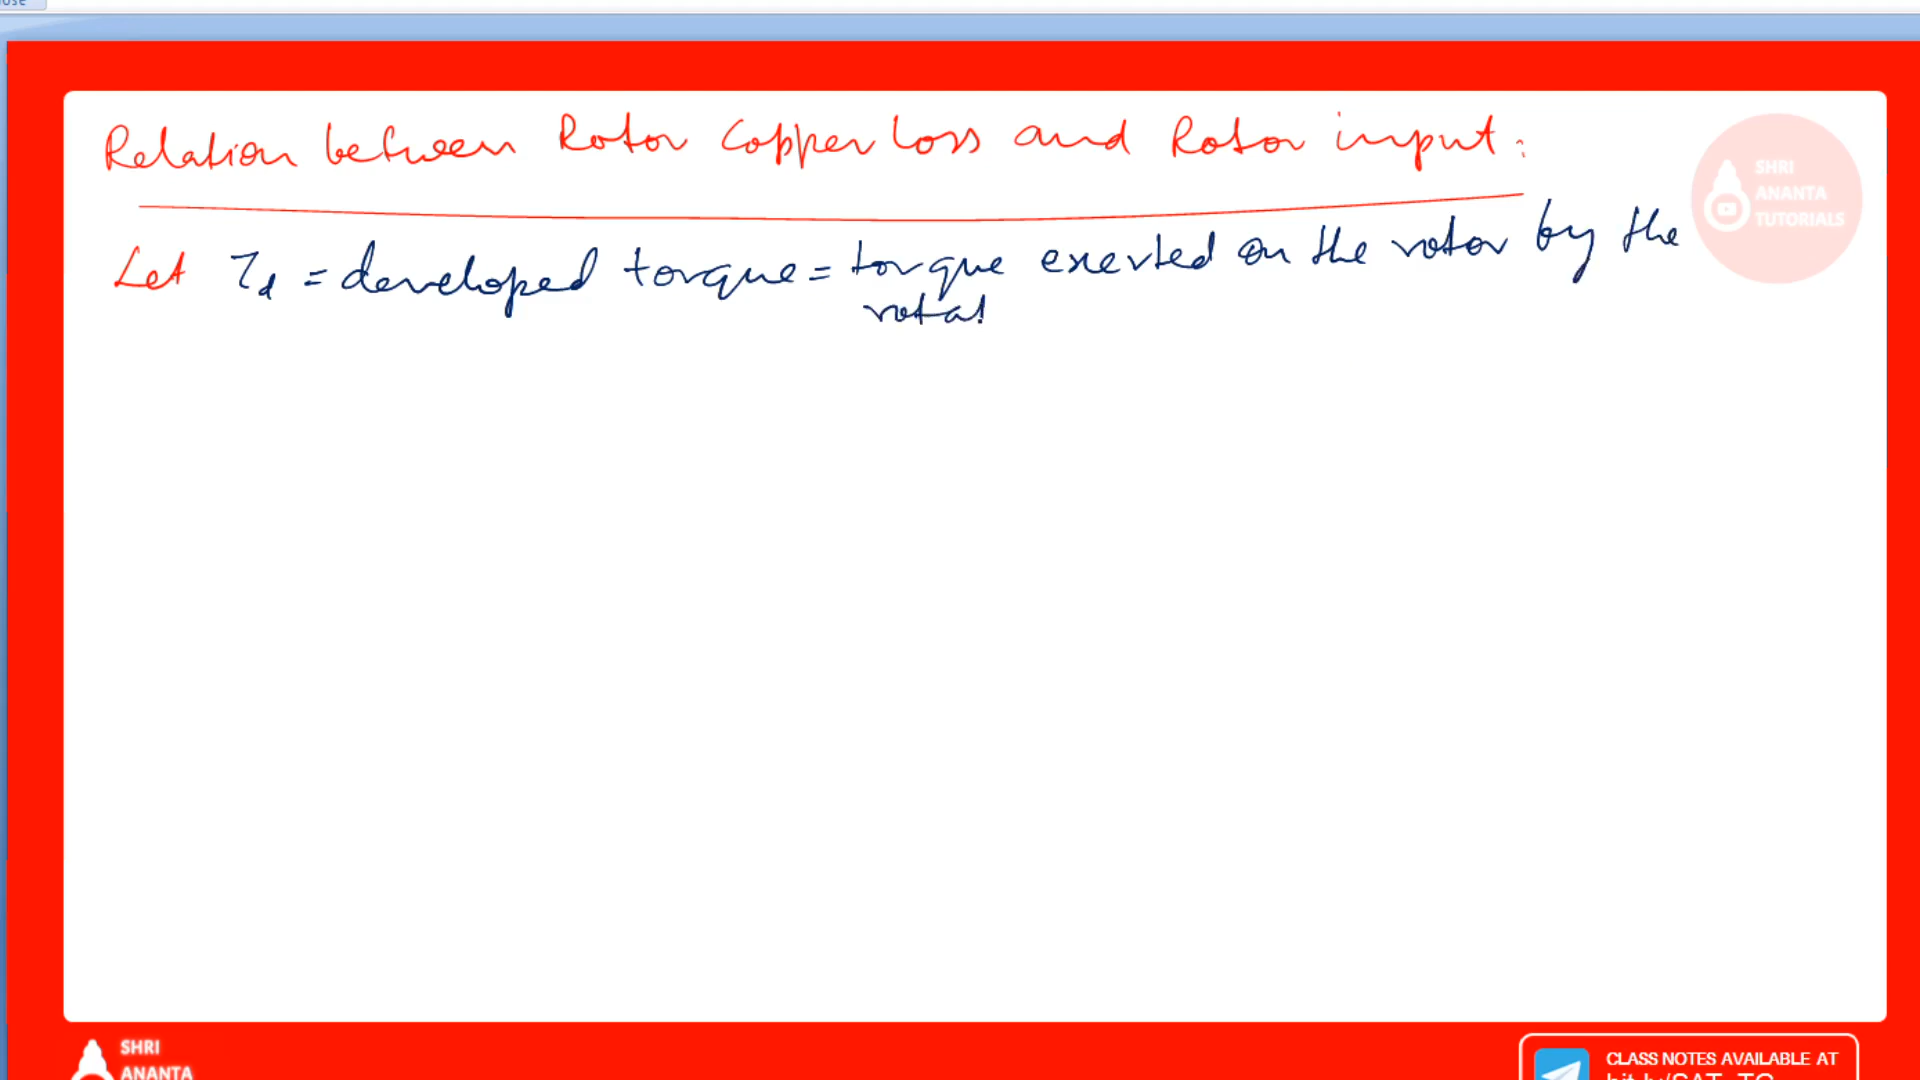 Relation between Rotor Copper Loss and Rotor input:
SHRI
ANANTA
TUTORIALS
Let τd = developed torque = torque exerted on the rotor by the
rotat
SHRI
ANANTA
CLASS NOTES AVAILABLE AT